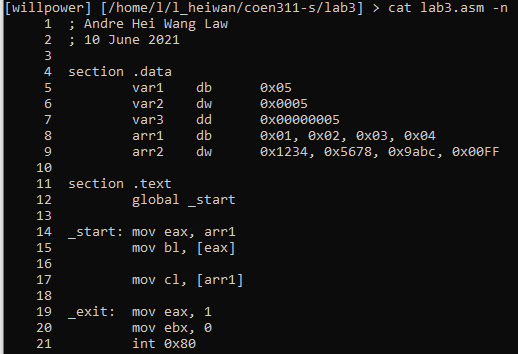 [willpower] [/home/l/l_heiwan/coen311-s/lab3] > cat lab3.asm -n
1 ; Andre Hei Wang Law
2 ; 10 June 2021
3
4 section .data
5 var1 db 0x05
6 var2 dw 0x0005
7 var3 dd 0x00000005
8 arr1 db 0x01, 0x02, 0x03, 0x04
9 arr2 dw 0x1234, 0x5678, 0x9abc, 0x00FF
10
11 section .text
12 global _start
13
14 _start: mov eax, arr1
15 mov bl, [eax]
16
17 mov cl, [arr1]
18
19 _exit: mov eax, 1
20 mov ebx, 0
21 int 0x80